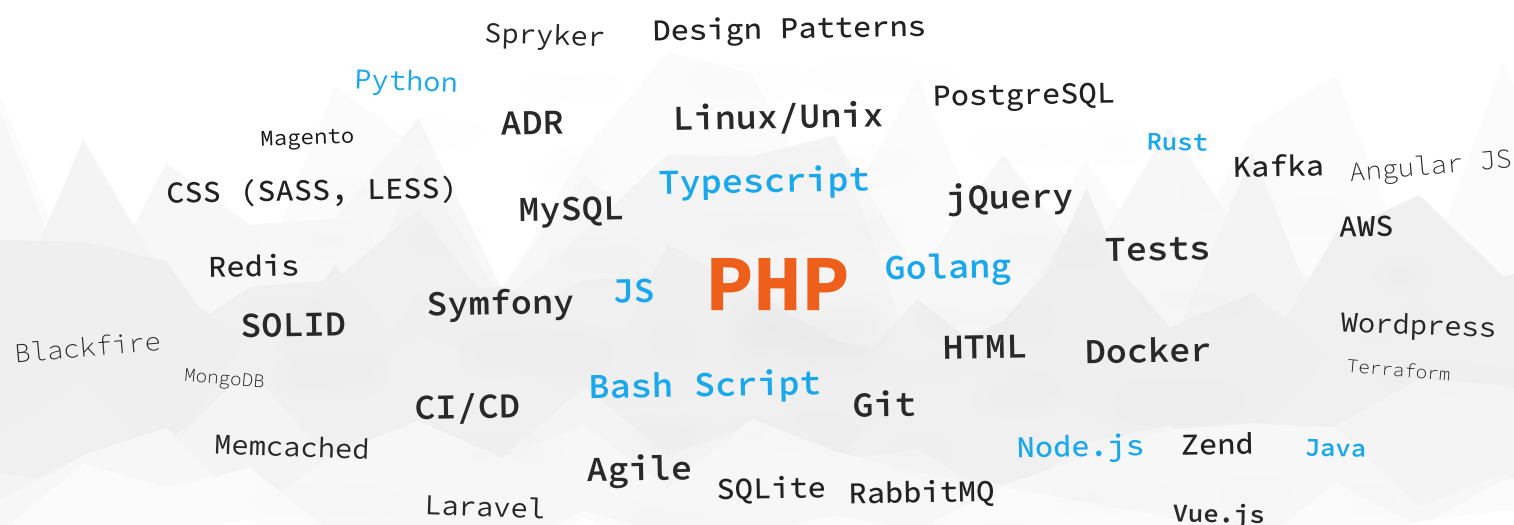 Spryker
Design Patterns
Python
PostgreSQL
ADR
Linux/Unix
Magento
Rust
Kafka
Angular JS
CSS (SASS, LESS)
Typescript
MySQL
jQuery
AWS
Tests
Redis
JS
PHP
Golang
Symfony
SOLID
Wordpress
Blackfire
HTML
Docker
Terraform
MongoDB
Bash Script
CI/CD
Git
Memcached
Node.js
Zend
Java
Agile
SQLite
RabbitMQ
Laravel
Vue.js